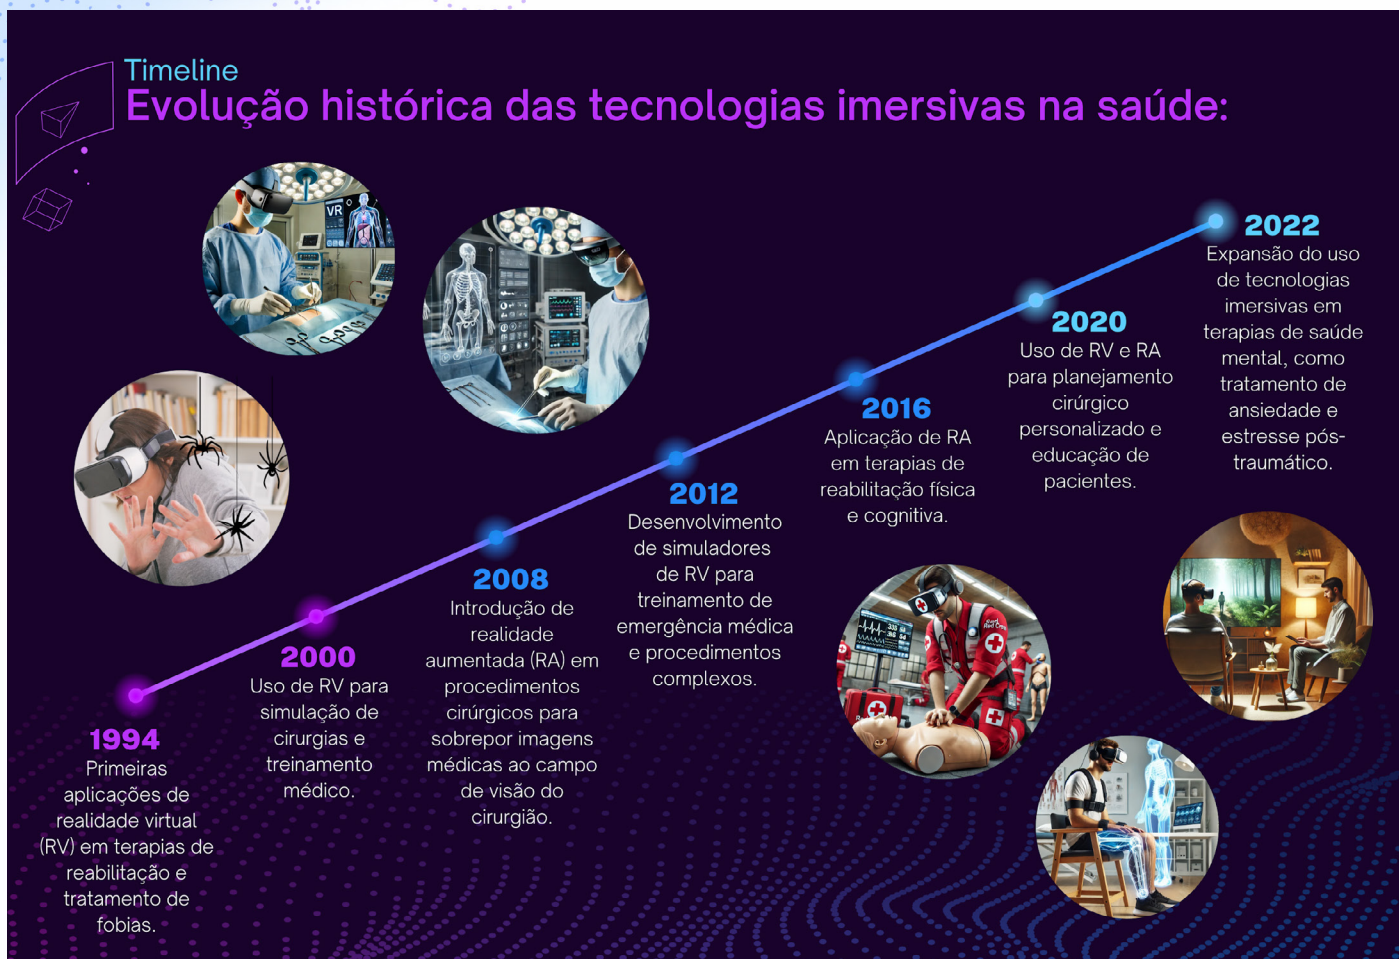 Timeline
Evolução histórica das tecnologias imersivas na saúde:
VR
1994
Primeiras
aplicações de
realidade virtual
(RV) em terapias de
reabilitação e
tratamento de
fobias.
2000
Uso de RV para
simulação de
cirurgias e
treinamento
médico.
2008
Introdução de
realidade
aumentada (RA) em
procedimentos
cirúrgicos para
sobrepor imagens
médicas ao campo
de visão do
cirurgião.
2012
Desenvolvimento
de simuladores
de RV para
treinamento de
emergência médica
e procedimentos
complexos.
2016
Aplicação de RA
em terapias de
reabilitação física
e cognitiva.
2020
Uso de RV e RA
para planejamento
cirúrgico
personalizado e
educação de
pacientes.
2022
Expansão do uso
de tecnologias
imersivas em
terapias de saúde
mental, como
tratamento de
ansiedade e
estresse pós-
traumático.